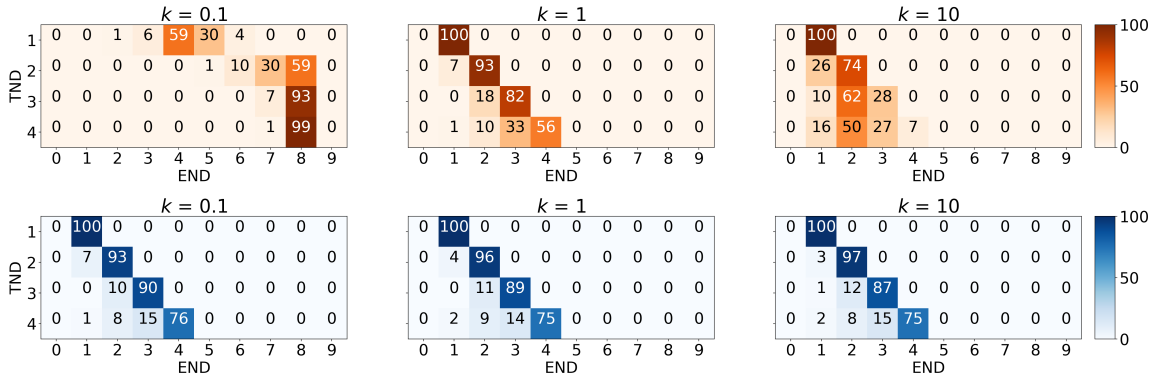 k = 0.1 k = 1 k = 10
1 0 0 1 6 59 30 4 0 0 0 0 100 0 0 0 0 0 0 0 0 0 100 0 0 0 0 0 0 0 0 100
2 0 0 0 0 0 1 10 30 59 0 0 7 93 0 0 0 0 0 0 0 0 26 74 0 0 0 0 0 0 0
3 0 0 0 0 0 0 0 7 93 0 0 0 18 82 0 0 0 0 0 0 0 10 62 28 0 0 0 0 0 0 50
4 0 0 0 0 0 0 0 1 99 0 0 1 10 33 56 0 0 0 0 0 0 16 50 27 7 0 0 0 0 0 0
TND
0 1 2 3 4 5 6 7 8 9 0 1 2 3 4 5 6 7 8 9 0 1 2 3 4 5 6 7 8 9
END END END
k = 0.1 k = 1 k = 10
1 0 100 0 0 0 0 0 0 0 0 0 100 0 0 0 0 0 0 0 0 0 100 0 0 0 0 0 0 0 0 100
2 0 7 93 0 0 0 0 0 0 0 0 4 96 0 0 0 0 0 0 0 0 3 97 0 0 0 0 0 0 0
3 0 0 10 90 0 0 0 0 0 0 0 0 11 89 0 0 0 0 0 0 0 1 12 87 0 0 0 0 0 0 50
4 0 1 8 15 76 0 0 0 0 0 0 2 9 14 75 0 0 0 0 0 0 2 8 15 75 0 0 0 0 0 0
TND
0 1 2 3 4 5 6 7 8 9 0 1 2 3 4 5 6 7 8 9 0 1 2 3 4 5 6 7 8 9
END END END